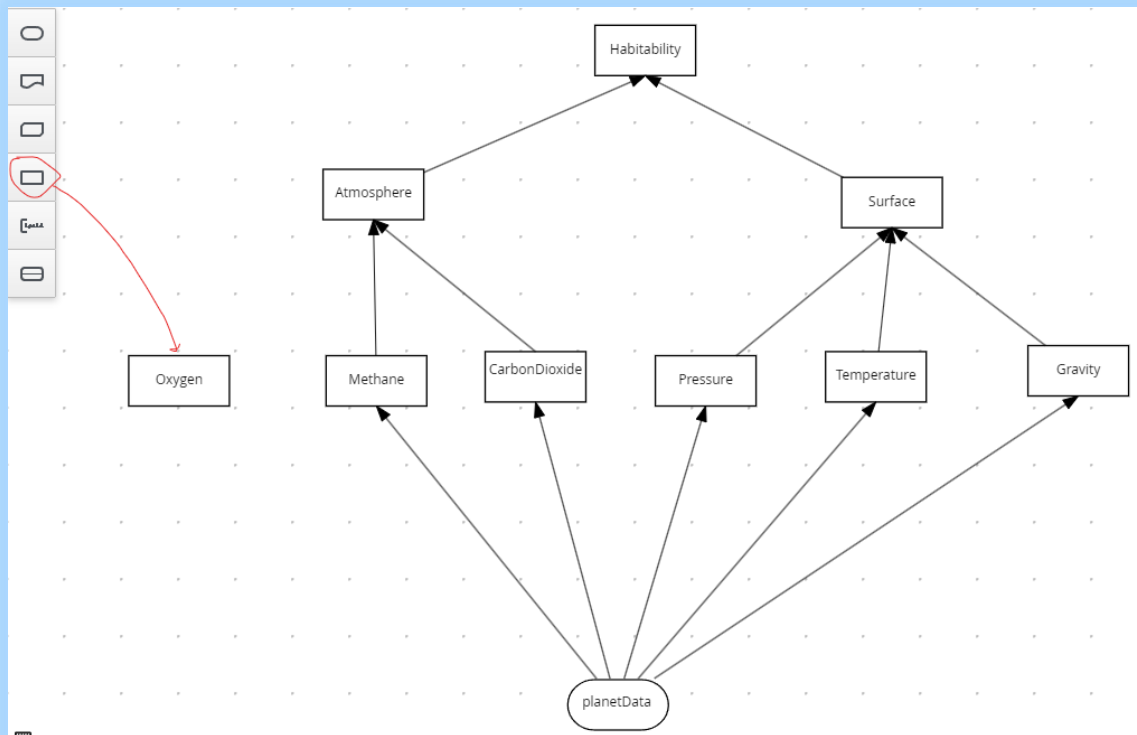 Habitability
Atmosphere
Surface
Oxygen
Methane
CarbonDioxide
Pressure
Temperature
Gravity
planetData